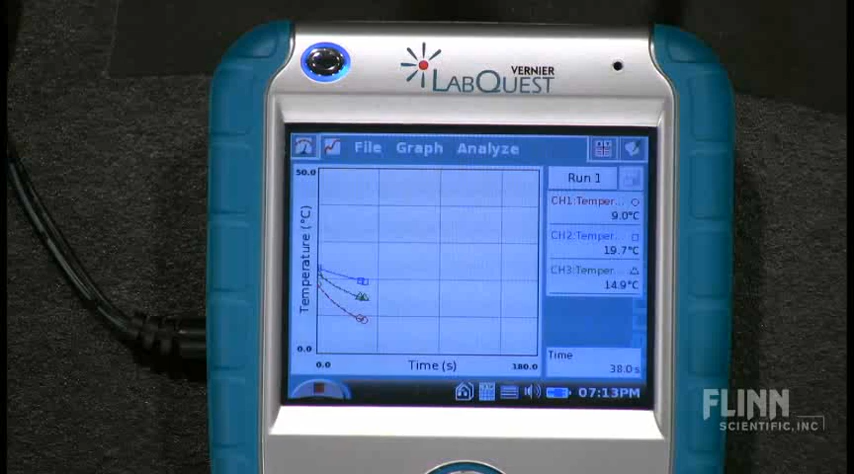 VERNIER
LABQUEST
File Graph Analyze
50.0
Run 1
CH1:Temper...
9.0°C
CH2:Temper...
19.7°C
CH3:Temper...
14.9°C
Temperature (°C)
0.0
0.0
Time (s)
180.0
Time
38.0 s
07:13PM
FLINN
SCIENTIFIC, INC